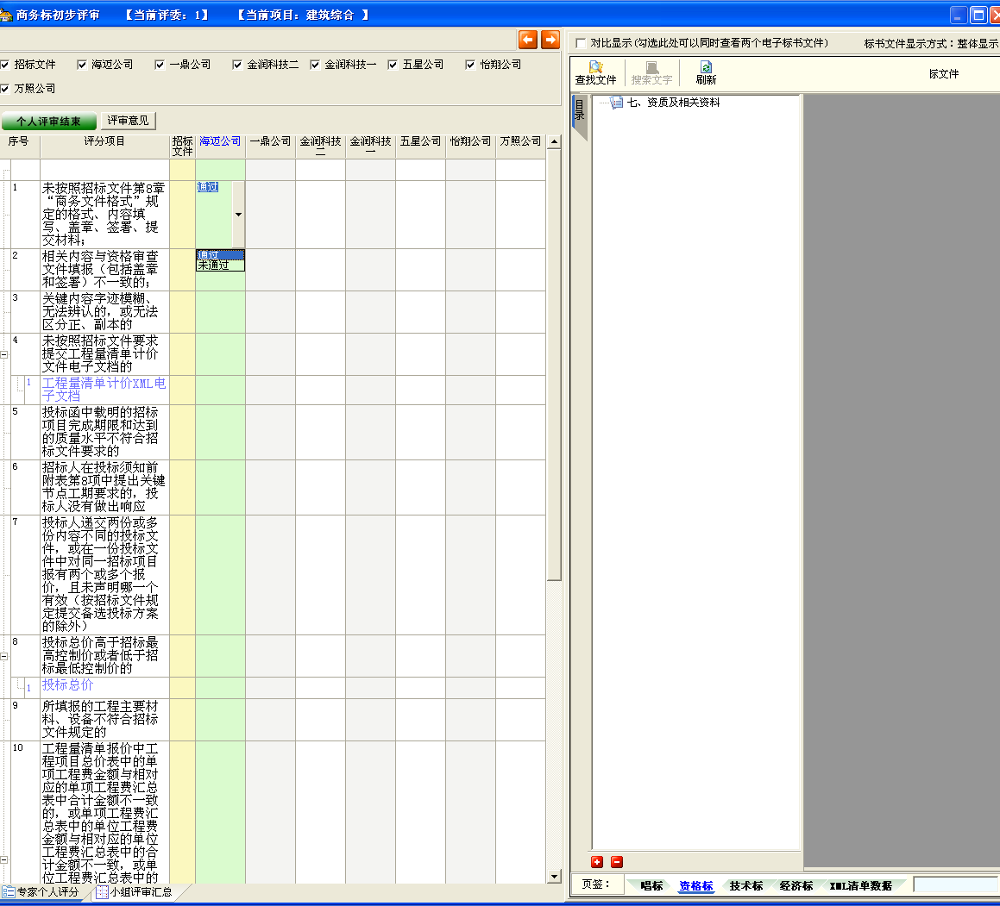 商务标初步评审 【当前评委：1】 【当前项目：建筑综合 】
对比显示(勾选此处可以同时查看两个电子标书文件) 标书文件显示方式：整体显示
招标文件 海迈公司 一鼎公司 金润科技二 金润科技一 五星公司 怡翔公司
万照公司
查找文件 搜索文字 刷新 标文件
目录
七、资质及相关资料
个人评审结束 评审意见
序号 评分项目 招标文件 海迈公司 一鼎公司 金润科技二 金润科技一 五星公司 怡翔公司 万照公司
1 未按照招标文件第8章
“商务文件格式”规
定的格式、内容填
写、盖章、签署、提
交材料；
通过
通过
未通过
2 相关内容与资格审查
文件填报（包括盖章
和签署）不一致的；
3 关键内容字迹模糊、
无法辨认的，或无法
区分正、副本的
4 未按照招标文件要求
提交工程量清单计价
文件电子文档的
1 工程量清单计价XML电
子文档
5 投标函中载明的招标
项目完成期限和达到
的质量水平不符合招
标文件要求的
6 招标人在投标须知前
附表第8项中提出关键
节点工期要求的，投
标人没有做出响应
7 投标人递交两份或多
份内容不同的投标文
件，或在一份投标文
件中对同一招标项目
报有两个或多个报
价，且未声明哪一个
有效（按招标文件规
定提交备选投标方案
的除外）
8 投标总价高于招标最
高控制价或者低于招
标最低控制价的
1 投标总价
9 所填报的工程主要材
料、设备不符合招标
文件规定的
10 工程量清单报价中工
程项目总价表中的单
项工程费金额与相对
应的单项工程费汇总
表中合计金额不一致
的，或单项工程费汇
总表中的单位工程费
金额与相对应的单位
工程费汇总表中的合
计金额不一致，或单
位工程费汇总表中的
专家个人评分 小组评审汇总
页签： 唱标 资格标 技术标 经济标 XML清单数据